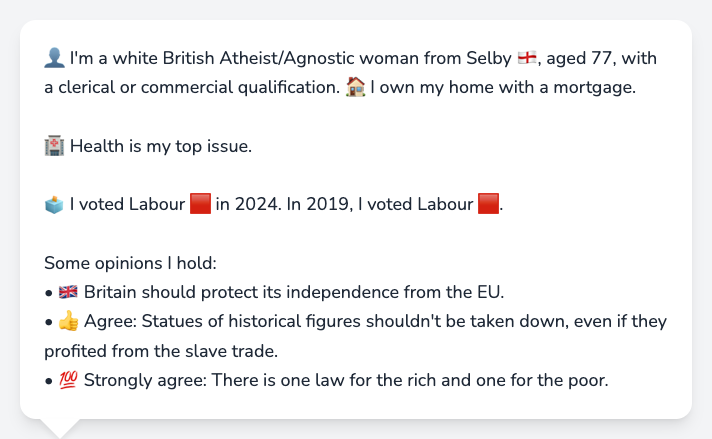 👤 I'm a white British Atheist/Agnostic woman from Selby 🏴󠁧󠁢󠁥󠁮󠁧󠁿, aged 77, with
a clerical or commercial qualification. 🏠 I own my home with a mortgage.
🏥 Health is my top issue.
🗳️ I voted Labour 🟥 in 2024. In 2019, I voted Labour 🟥.
Some opinions I hold:
• 🇬🇧 Britain should protect its independence from the EU.
• 👍 Agree: Statues of historical figures shouldn't be taken down, even if they
profited from the slave trade.
• 💯 Strongly agree: There is one law for the rich and one for the poor.